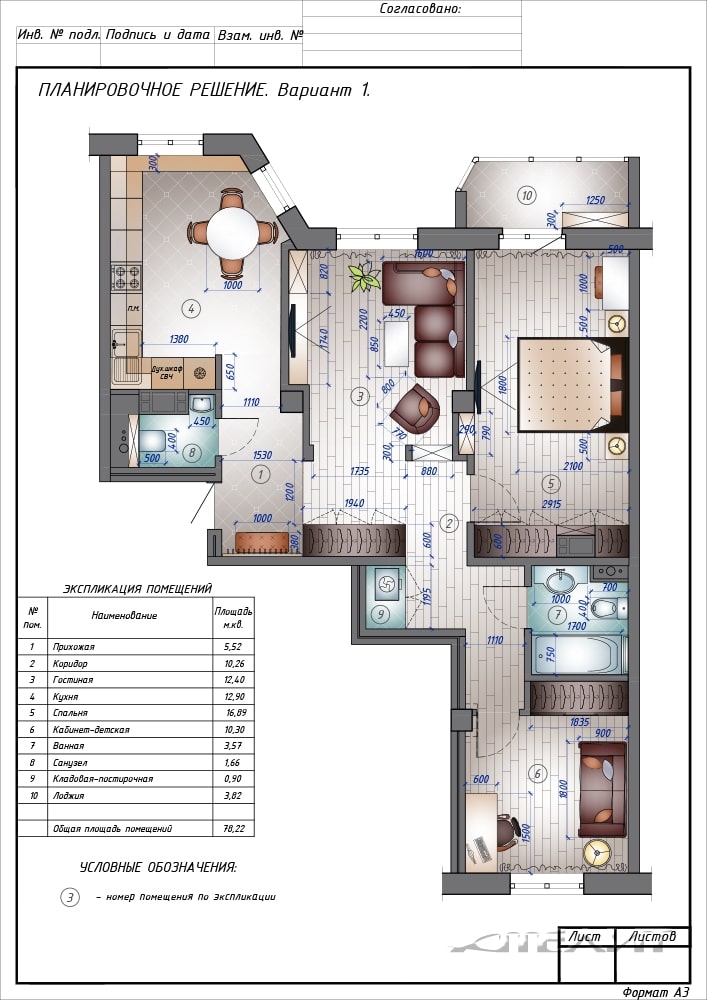 Согласовано:
Инв. № подл. Подпись и дата Взам. инв. №
ПЛАНИРОВОЧНОЕ РЕШЕНИЕ. Вариант 1.
300
10
1250
300
1000
4
п.м.
1380
Дух.шкаф
СВЧ
650
1110
450
400
500
8
1530
1
1200
1000
380
820
1600
2200
450
1740
850
3
800
770
200
1735
880
1940
2
600
9
1195
500
1000
500
1800
290
790
500
2100
5
2915
600
700
1000
400
7
1700
750
1110
1835
900
6
600
1800
1500
ЭКСПЛИКАЦИЯ ПОМЕЩЕНИЙ
№ пом. Наименование Площадь м.кв.
1 Прихожая 5,52
2 Коридор 10,26
3 Гостиная 12,40
4 Кухня 12,90
5 Спальня 16,89
6 Кабинет-детская 10,30
7 Ванная 3,57
8 Санузел 1,66
9 Кладовая-постирочная 0,90
10 Лоджия 3,82
Общая площадь помещений 78,22
УСЛОВНЫЕ ОБОЗНАЧЕНИЯ:
3 - номер помещения по экспликации
Лист Листов
Формат А3